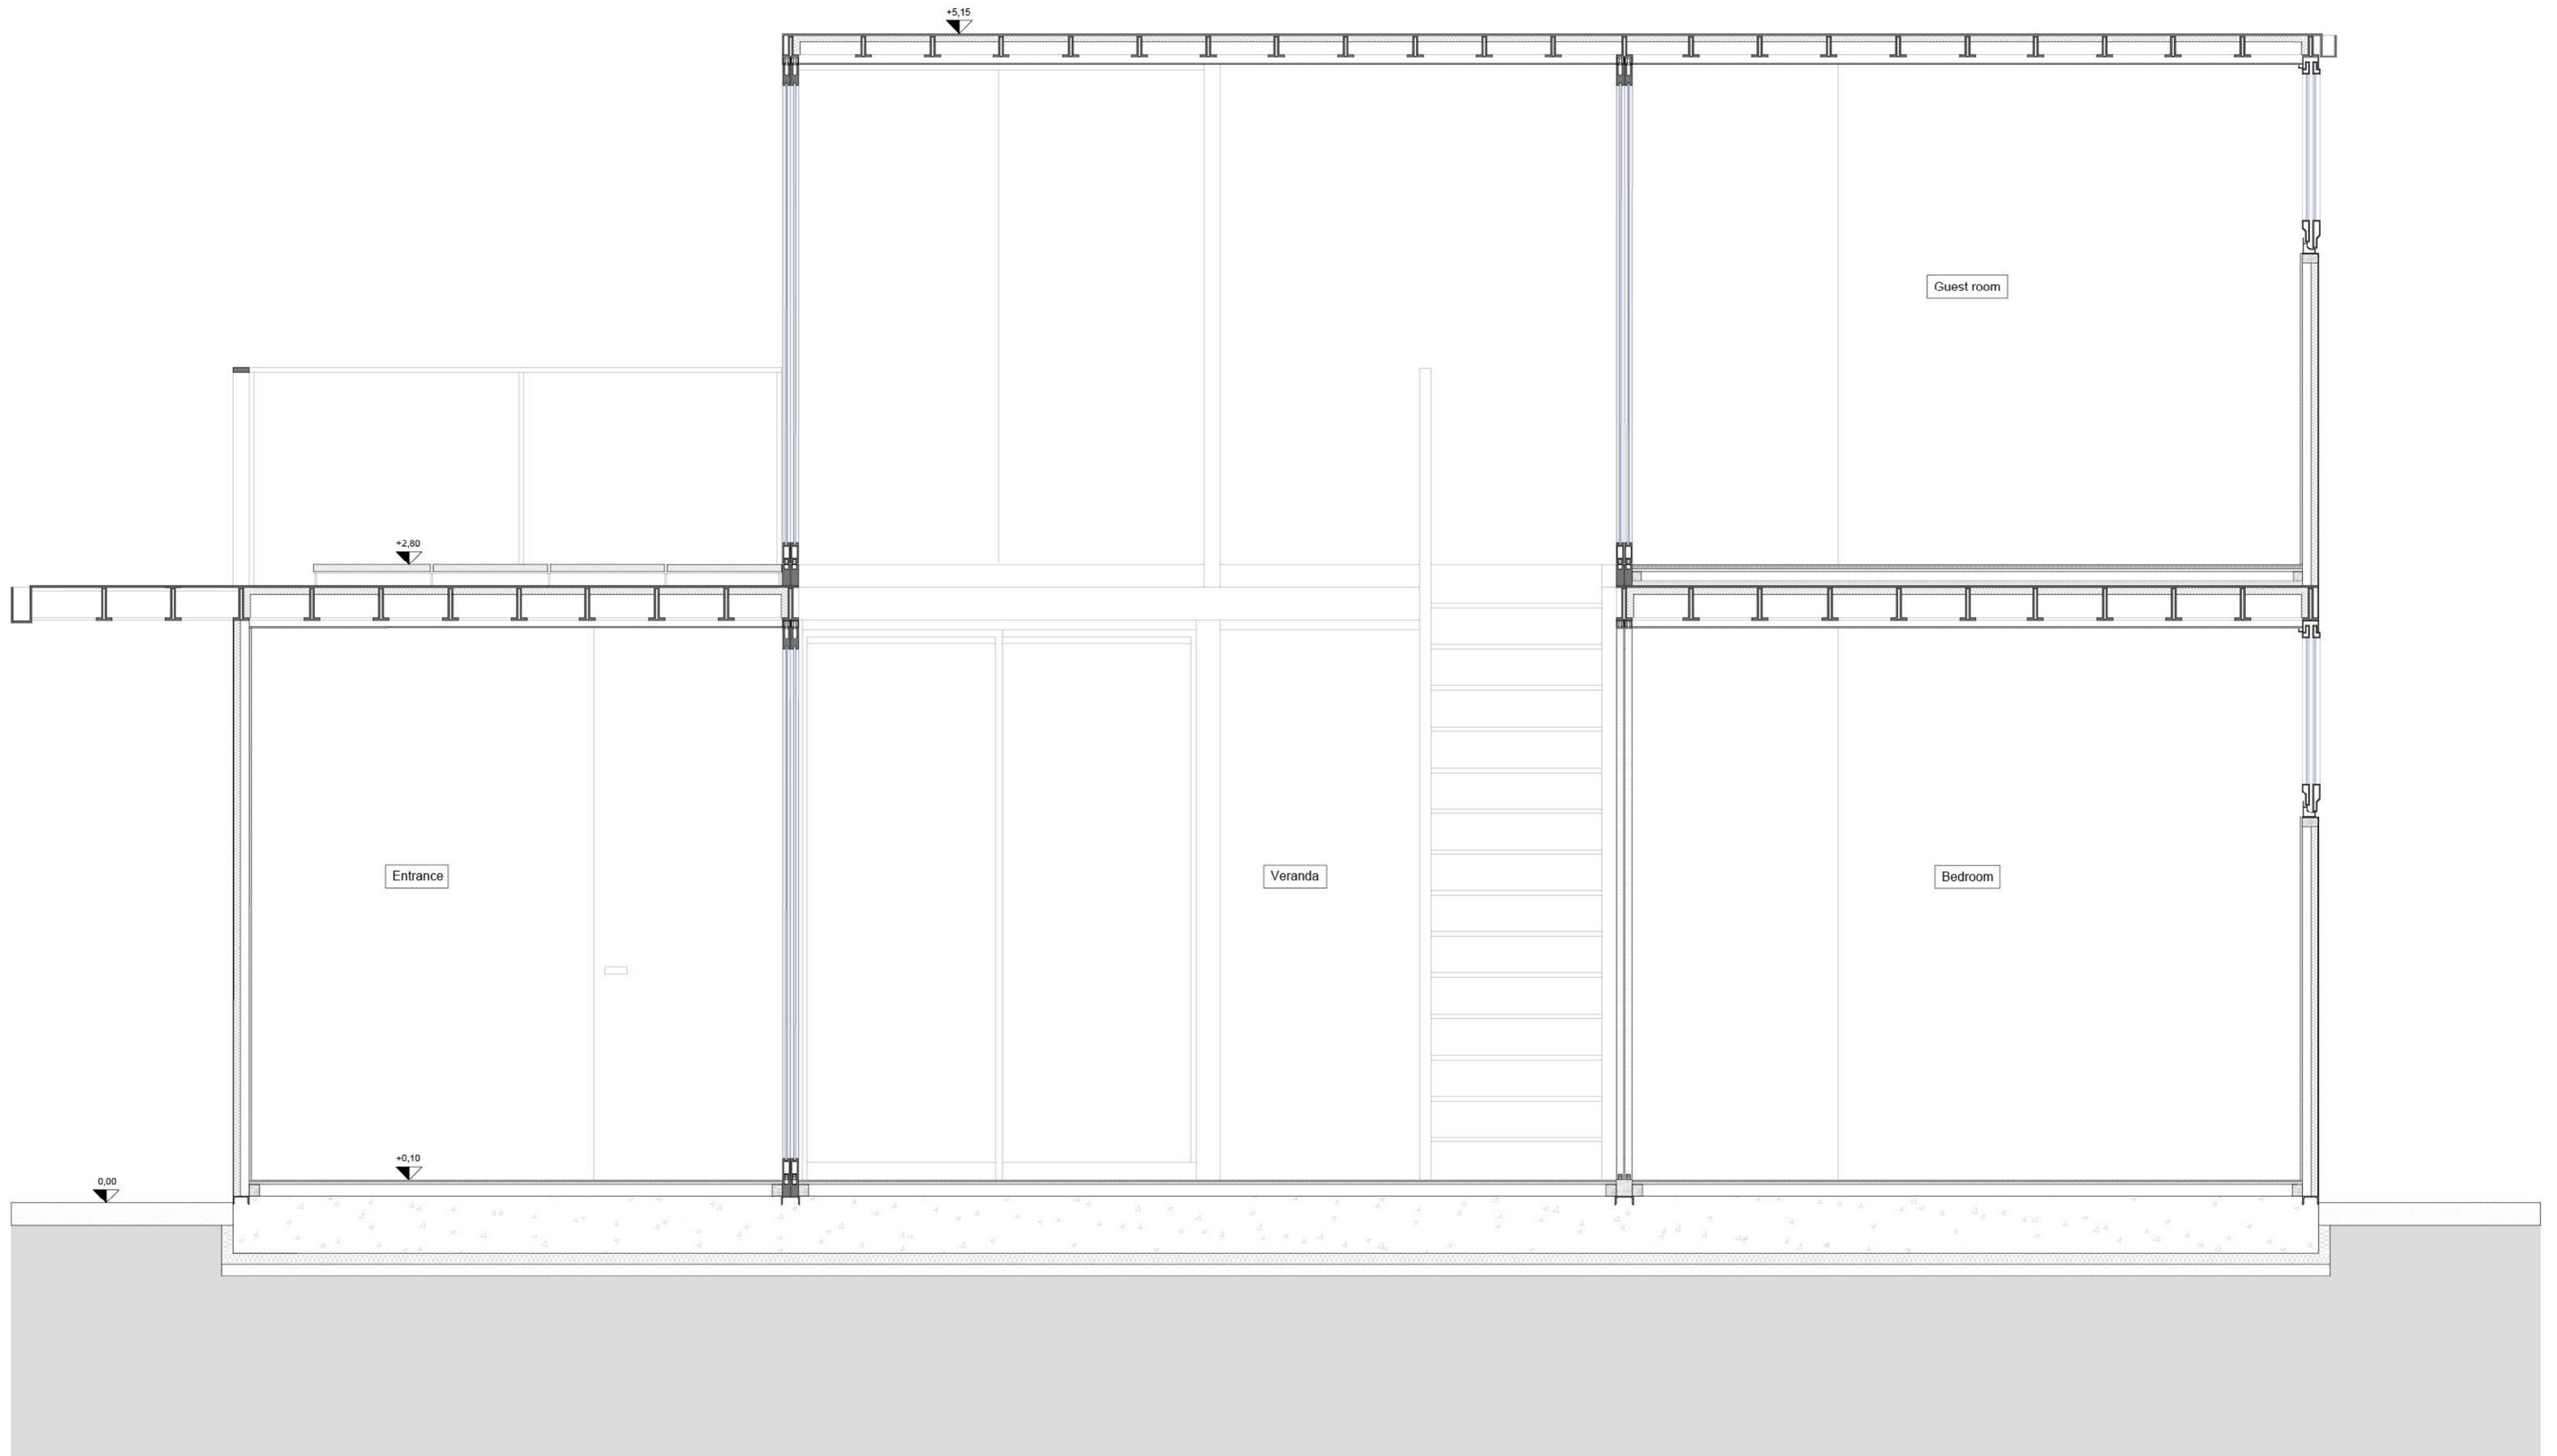 +5,15
Guest room
+2,80
Entrance
Veranda
Bedroom
+0,10
0,00